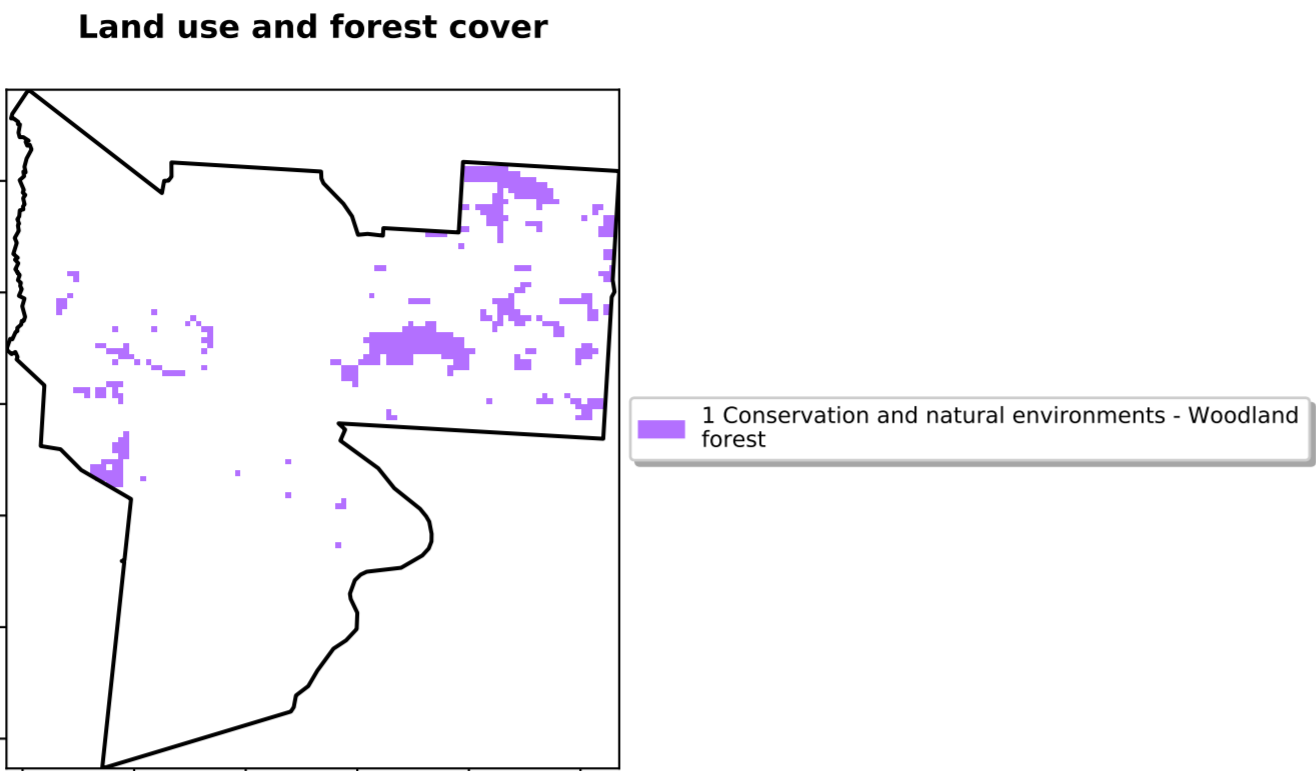 Land use and forest cover
1 Conservation and natural environments - Woodland
forest